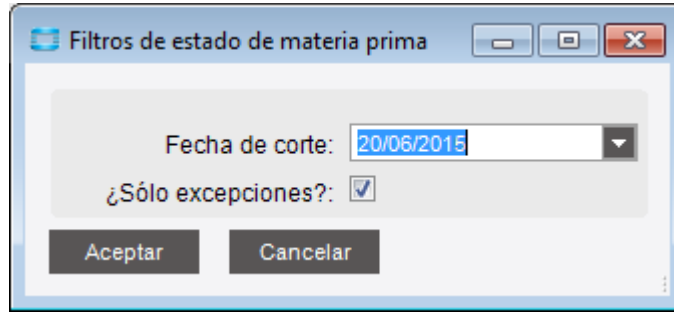 Filtros de estado de materia prima
Fecha de corte: 20/06/2015
¿Sólo excepciones?:
Aceptar Cancelar